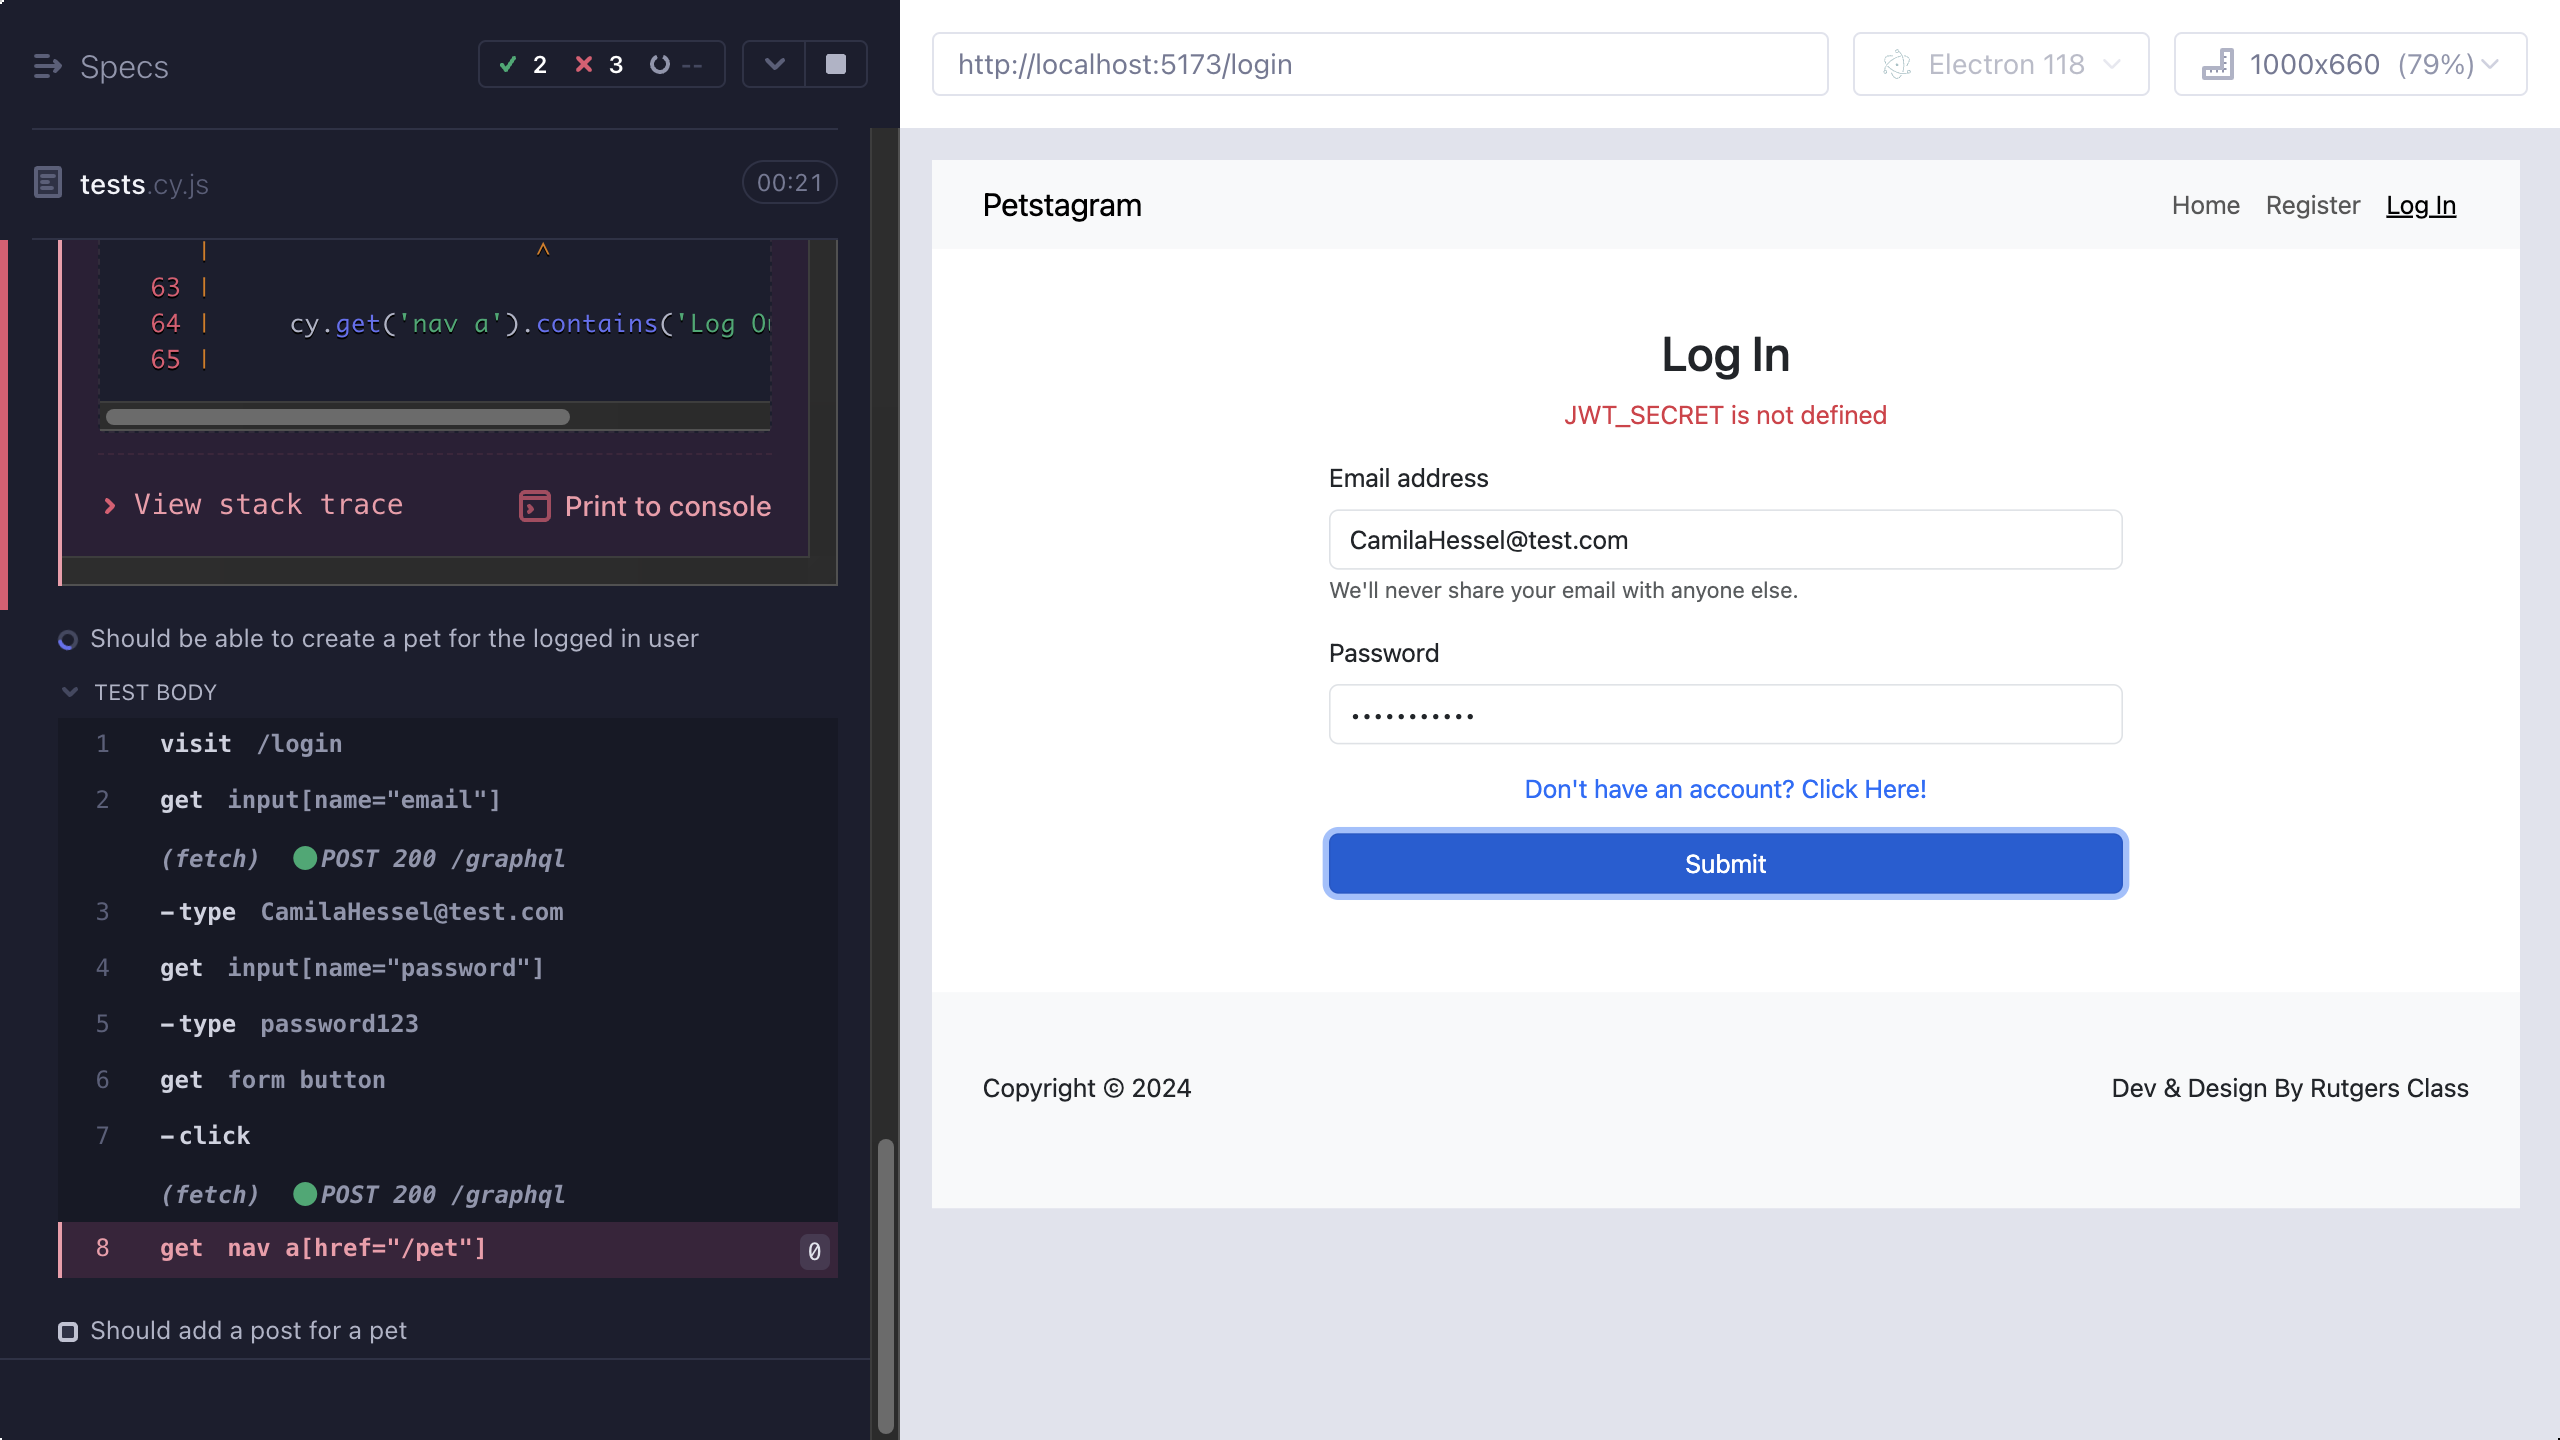 Specs
2 3 --
tests.cy.js 00:21
| ^
63 |
64 | cy.get('nav a').contains('Log Ou
65 |
View stack trace
Print to console
Should be able to create a pet for the logged in user
TEST BODY
1 visit /login
2 get input[name="email"]
(fetch) POST 200 /graphql
3 -type CamilaHessel@test.com
4 get input[name="password"]
5 -type password123
6 get form button
7 -click
(fetch) POST 200 /graphql
8 get nav a[href="/pet"] 0
Should add a post for a pet
http://localhost:5173/login
Electron 118
1000x660 (79%)
Petstagram
Home Register Log In
Log In
JWT_SECRET is not defined
Email address
CamilaHessel@test.com
We'll never share your email with anyone else.
Password
•••••••••••
Don't have an account? Click Here!
Submit
Copyright © 2024
Dev & Design By Rutgers Class